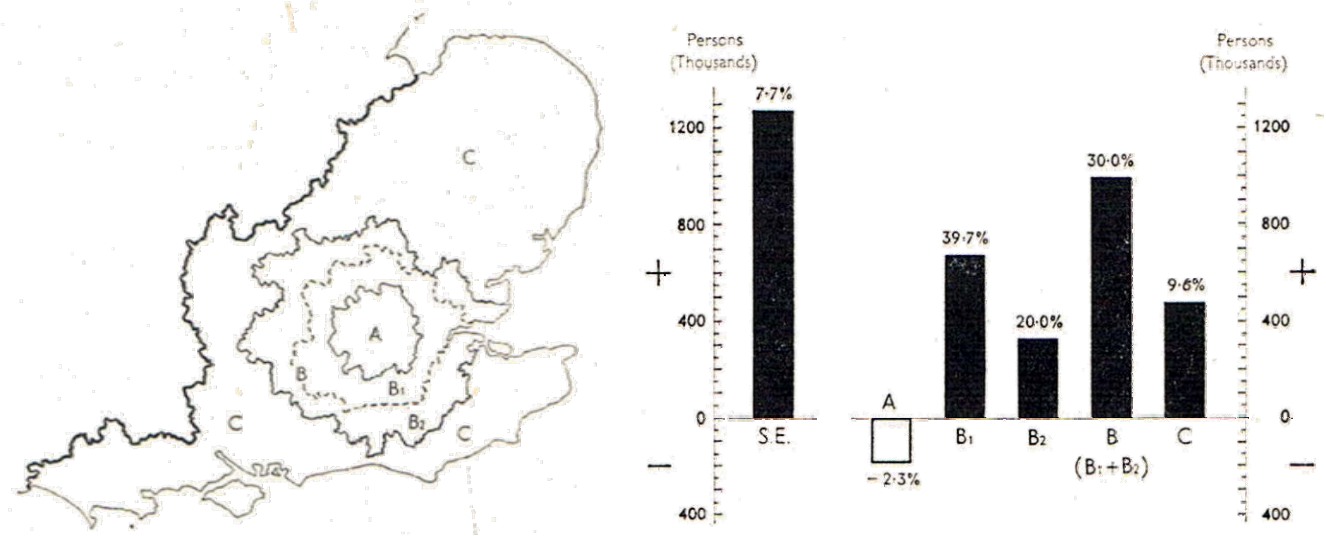 C
A
B
B₁
B₂
C
C
Persons
(Thousands)
1200
800
400
0
400
+
−
7·7%
S.E.
A
−2·3%
39·7%
B₁
20·0%
B₂
30·0%
B
(B₁+B₂)
9·6%
C
Persons
(Thousands)
1200
800
400
0
400
+
−